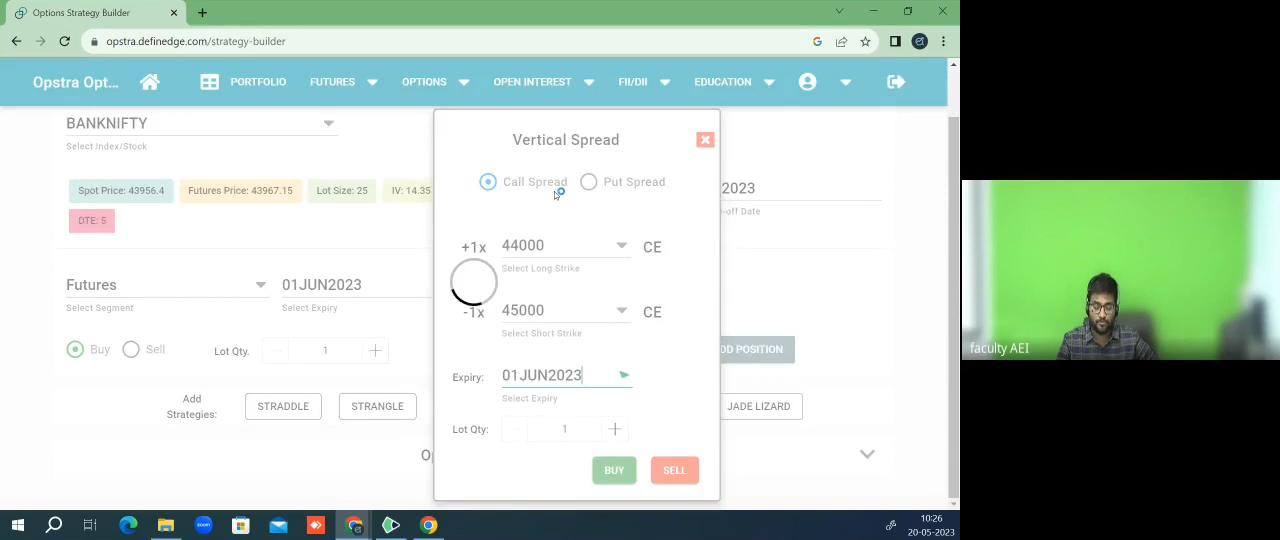 Options Strategy Builder
opstra.definedge.com/strategy-builder
Opstra Opt...
PORTFOLIO
FUTURES
OPTIONS
OPEN INTEREST
FII/DII
EDUCATION
BANKNIFTY
Select Index/Stock
Spot Price: 43956.4
Futures Price: 43967.15
Lot Size: 25
IV: 14.35
2023
-off Date
DTE: 5
Vertical Spread
Call Spread
Put Spread
+1x
44000
CE
Select Long Strike
-1x
45000
CE
Select Short Strike
Expiry:
01JUN2023
Select Expiry
Lot Qty:
1
BUY
SELL
Futures
01JUN2023
Select Segment
Select Expiry
Buy
Sell
Lot Qty.
1
DD POSITION
Add
Strategies:
STRADDLE
STRANGLE
JADE LIZARD
faculty AEI
zoom
10:26
20-05-2023